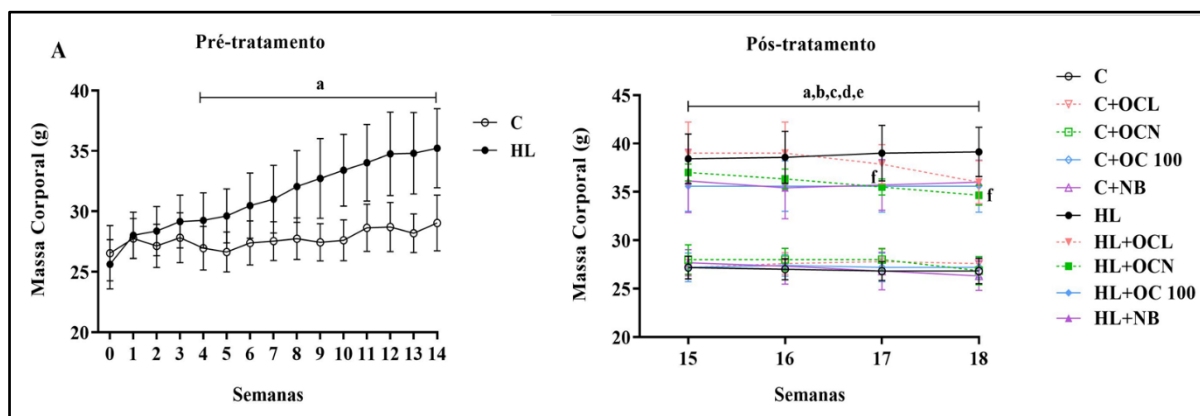 A
Pré-tratamento
a
Massa Corporal (g)
40
35
30
25
20
0 1 2 3 4 5 6 7 8 9 10 11 12 13 14
Semanas
C
HL
Pós-tratamento
a,b,c,d,e
Massa Corporal (g)
45
40
35
30
25
20
f
f
15 16 17 18
Semanas
C
C+OCL
C+OCN
C+OC 100
C+NB
HL
HL+OCL
HL+OCN
HL+OC 100
HL+NB